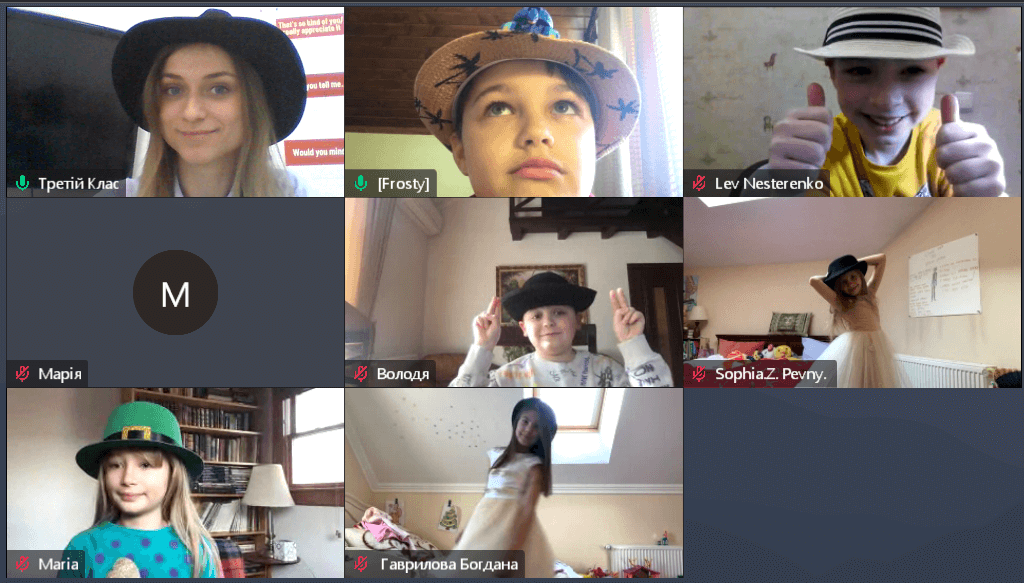 That's so kind of you/
really appreciate it
you tell me.
Would you mind
Третій Клас
[Frosty]
Lev Nesterenko
M
Марія
Володя
Sophia.Z. Pevny.
Maria
Гаврилова Богдана